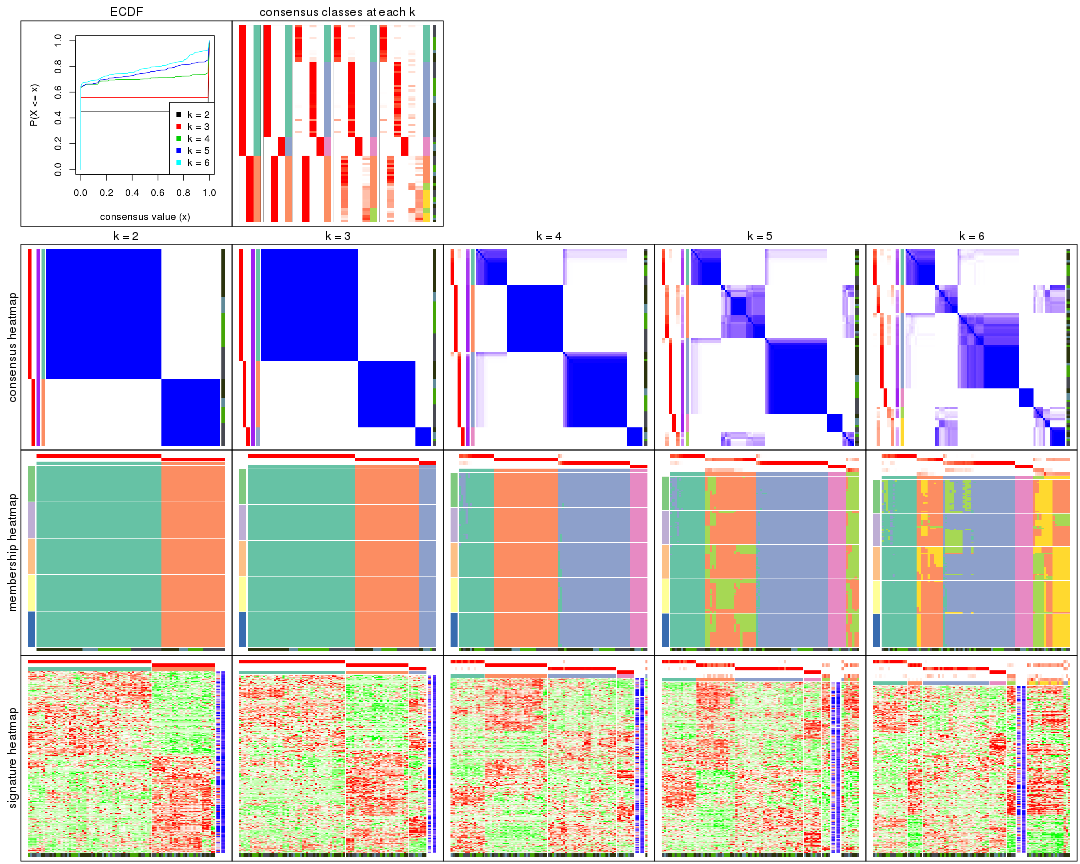 ECDF
consensus classes at each k
P(X <= x)
0.0 0.2 0.4 0.6 0.8 1.0
k = 2
k = 3
k = 4
k = 5
k = 6
0.0 0.2 0.4 0.6 0.8 1.0
consensus value (x)
k = 2
k = 3
k = 4
k = 5
k = 6
consensus heatmap
membership heatmap
signature heatmap